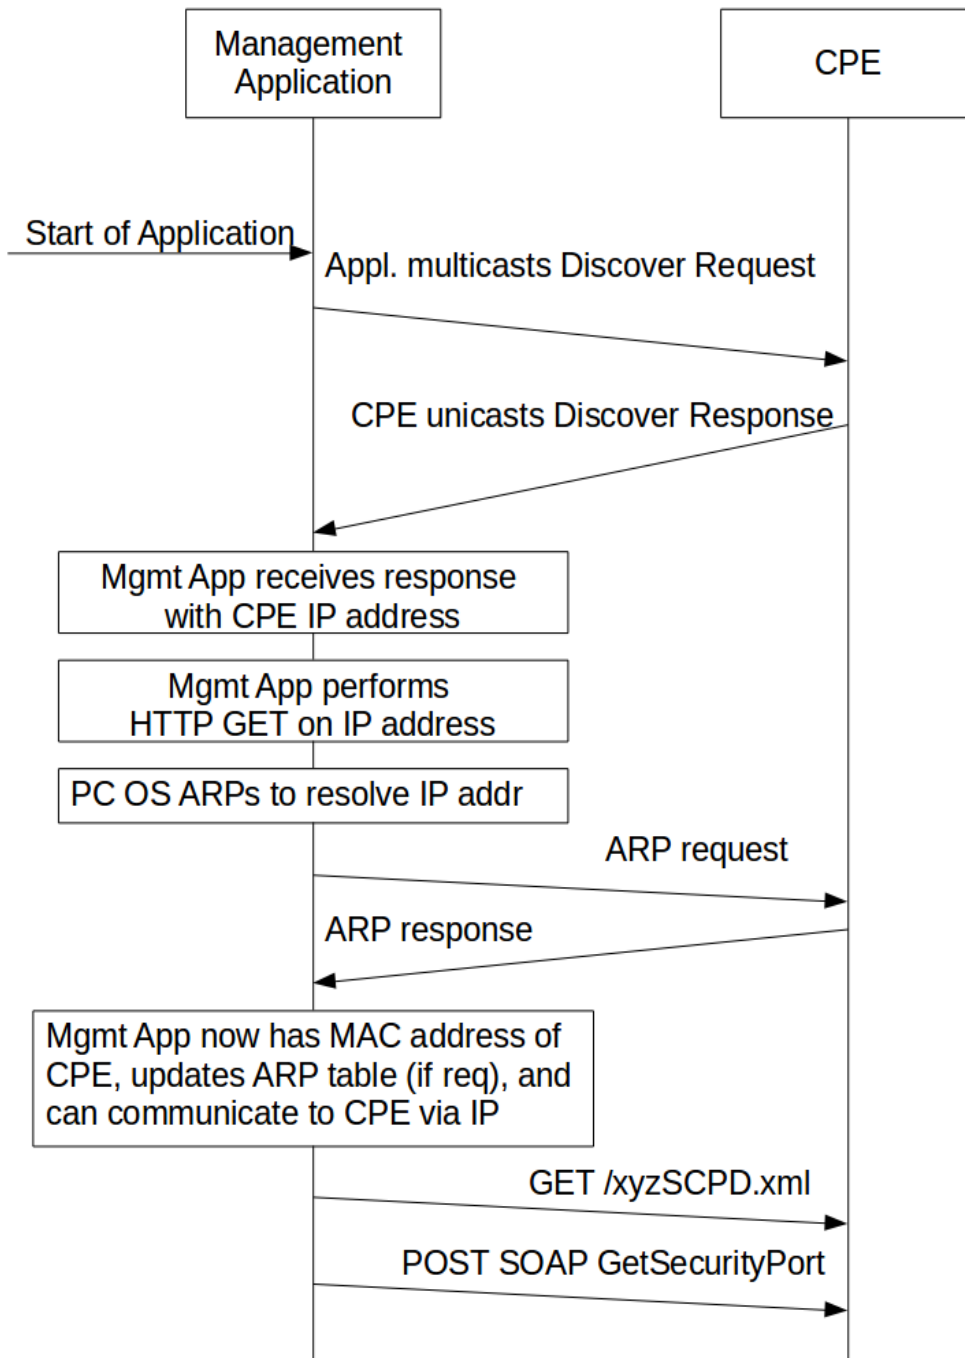 Management
Application
CPE
Start of Application
Appl. multicasts Discover Request
CPE unicasts Discover Response
Mgmt App receives response
with CPE IP address
Mgmt App performs
HTTP GET on IP address
PC OS ARPs to resolve IP addr
ARP request
ARP response
Mgmt App now has MAC address of
CPE, updates ARP table (if req), and
can communicate to CPE via IP
GET /xyzSCPD.xml
POST SOAP GetSecurityPort